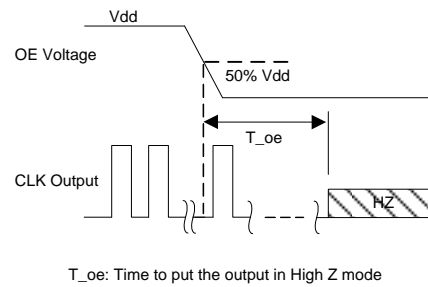 Vdd
OE Voltage
50% Vdd
T_oe
CLK Output
HZ
T_oe: Time to put the output in High Z mode